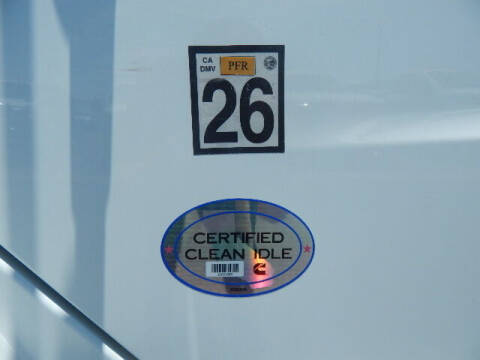 CA PFR
DMV
26
CERTIFIED
CLEAN IDLE